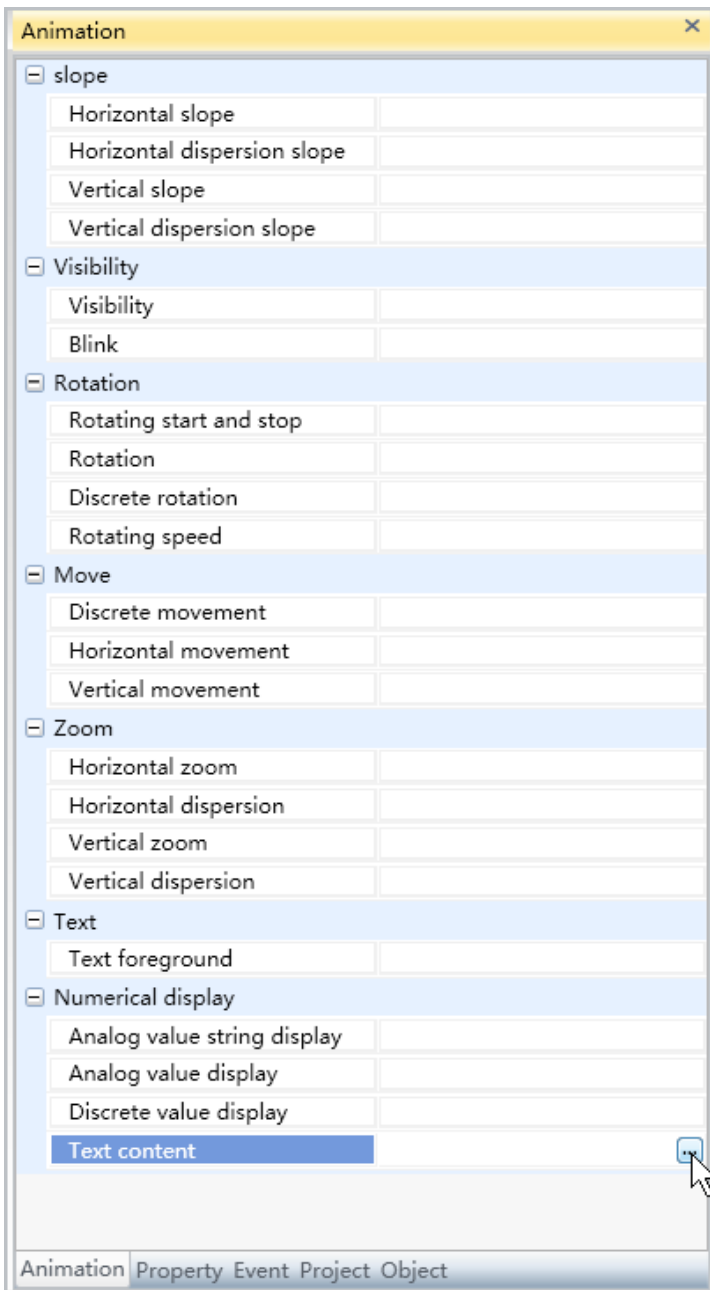 Animation
slope
Horizontal slope
Horizontal dispersion slope
Vertical slope
Vertical dispersion slope
Visibility
Visibility
Blink
Rotation
Rotating start and stop
Rotation
Discrete rotation
Rotating speed
Move
Discrete movement
Horizontal movement
Vertical movement
Zoom
Horizontal zoom
Horizontal dispersion
Vertical zoom
Vertical dispersion
Text
Text foreground
Numerical display
Analog value string display
Analog value display
Discrete value display
Text content ...
Animation Property Event Project Object